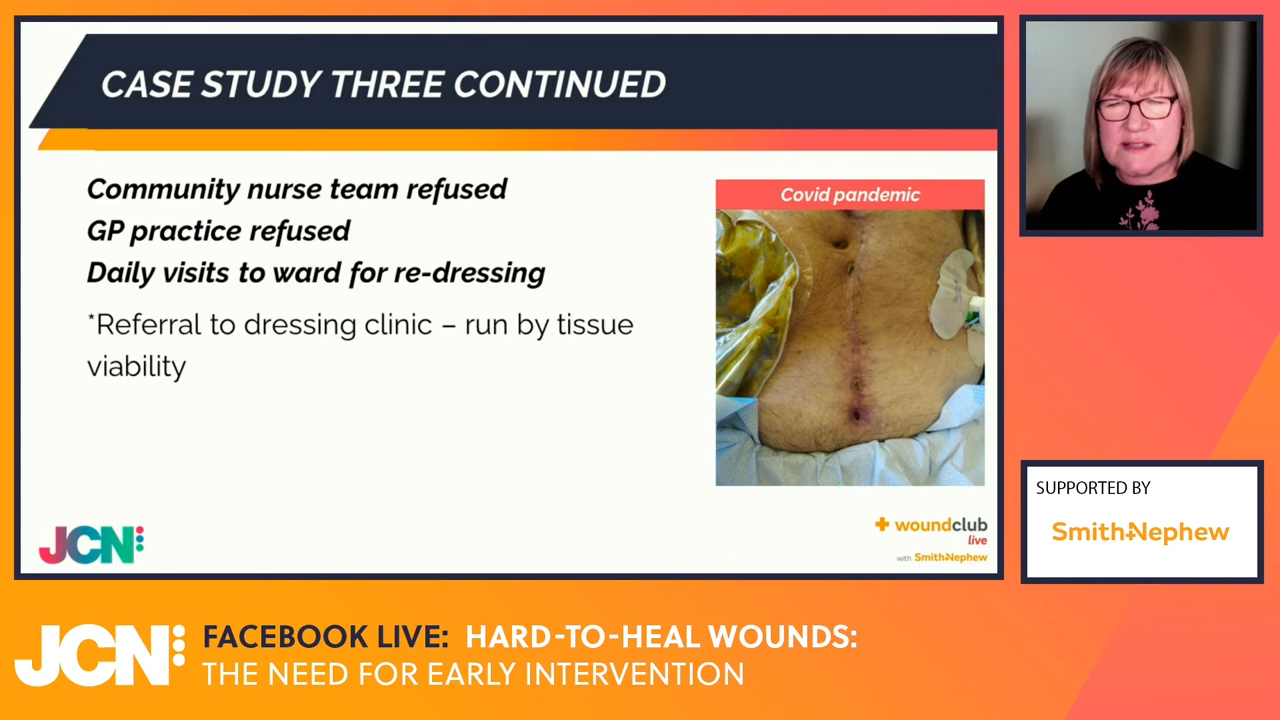 CASE STUDY THREE CONTINUED
Community nurse team refused
GP practice refused
Daily visits to ward for re-dressing
*Referral to dressing clinic – run by tissue
viability
Covid pandemic
JCN
woundclub
live
with Smith+Nephew
SUPPORTED BY
Smith+Nephew
JCN
FACEBOOK LIVE: HARD-TO-HEAL WOUNDS:
THE NEED FOR EARLY INTERVENTION